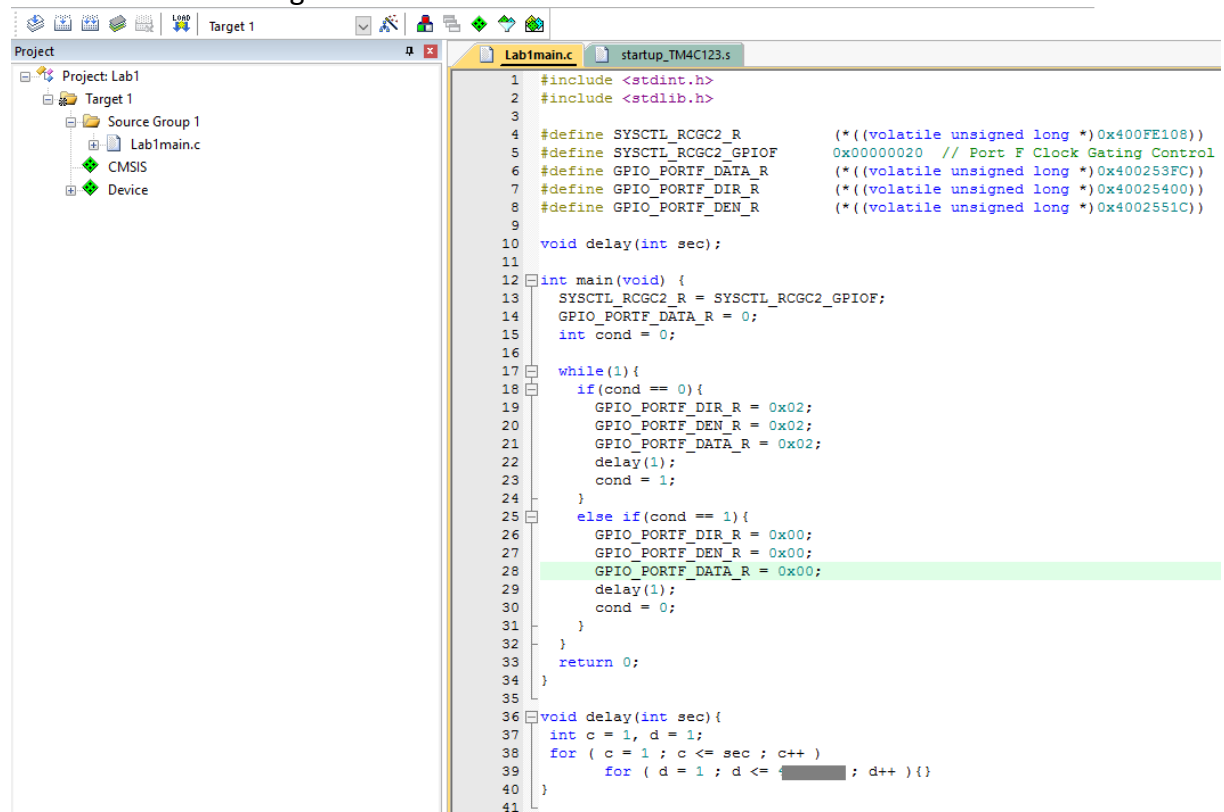 LOAD
Target 1
Project
Project: Lab1
Target 1
Source Group 1
Lab1main.c
CMSIS
Device
Lab1main.c startup_TM4C123.s
1 #include <stdint.h>
2 #include <stdlib.h>
3
4 #define SYSCTL_RCGC2_R (*((volatile unsigned long *)0x400FE108))
5 #define SYSCTL_RCGC2_GPIOF 0x00000020 // Port F Clock Gating Control
6 #define GPIO_PORTF_DATA_R (*((volatile unsigned long *)0x400253FC))
7 #define GPIO_PORTF_DIR_R (*((volatile unsigned long *)0x40025400))
8 #define GPIO_PORTF_DEN_R (*((volatile unsigned long *)0x4002551C))
9
10 void delay(int sec);
11
12 int main(void) {
13 SYSCTL_RCGC2_R = SYSCTL_RCGC2_GPIOF;
14 GPIO_PORTF_DATA_R = 0;
15 int cond = 0;
16
17 while(1){
18 if(cond == 0){
19 GPIO_PORTF_DIR_R = 0x02;
20 GPIO_PORTF_DEN_R = 0x02;
21 GPIO_PORTF_DATA_R = 0x02;
22 delay(1);
23 cond = 1;
24 }
25 else if(cond == 1){
26 GPIO_PORTF_DIR_R = 0x00;
27 GPIO_PORTF_DEN_R = 0x00;
28 GPIO_PORTF_DATA_R = 0x00;
29 delay(1);
30 cond = 0;
31 }
32 }
33 return 0;
34 }
35
36 void delay(int sec){
37 int c = 1, d = 1;
38 for ( c = 1 ; c <= sec ; c++ )
39 for ( d = 1 ; d <= ; d++ ){}
40 }
41